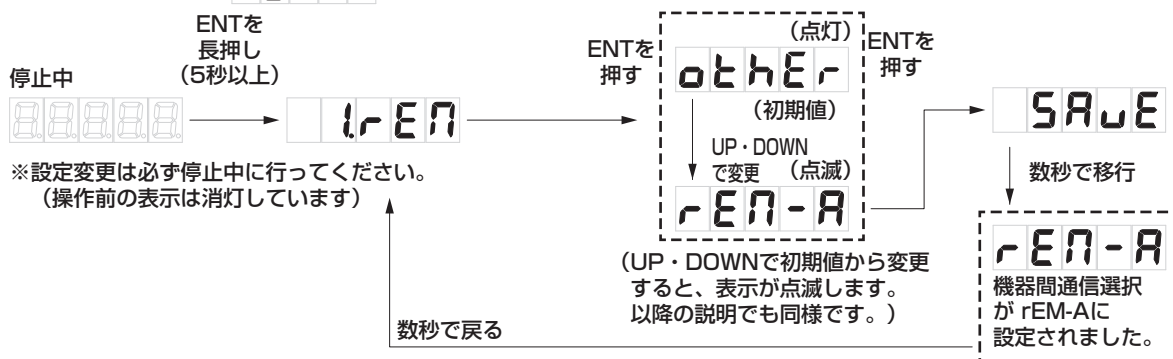 ENTを
長押し
（5秒以上）
停止中
1.rEM
※設定変更は必ず停止中に行ってください。
（操作前の表示は消灯しています）
ENTを
押す
（点灯）
othEr
（初期値）
UP・DOWN
で変更
（点滅）
rEM-A
ENTを
押す
（UP・DOWNで初期値から変更
すると、表示が点滅します。
以降の説明でも同様です。）
SAvE
数秒で移行
rEM-A
機器間通信選択
が rEM-Aに
設定されました。
数秒で戻る